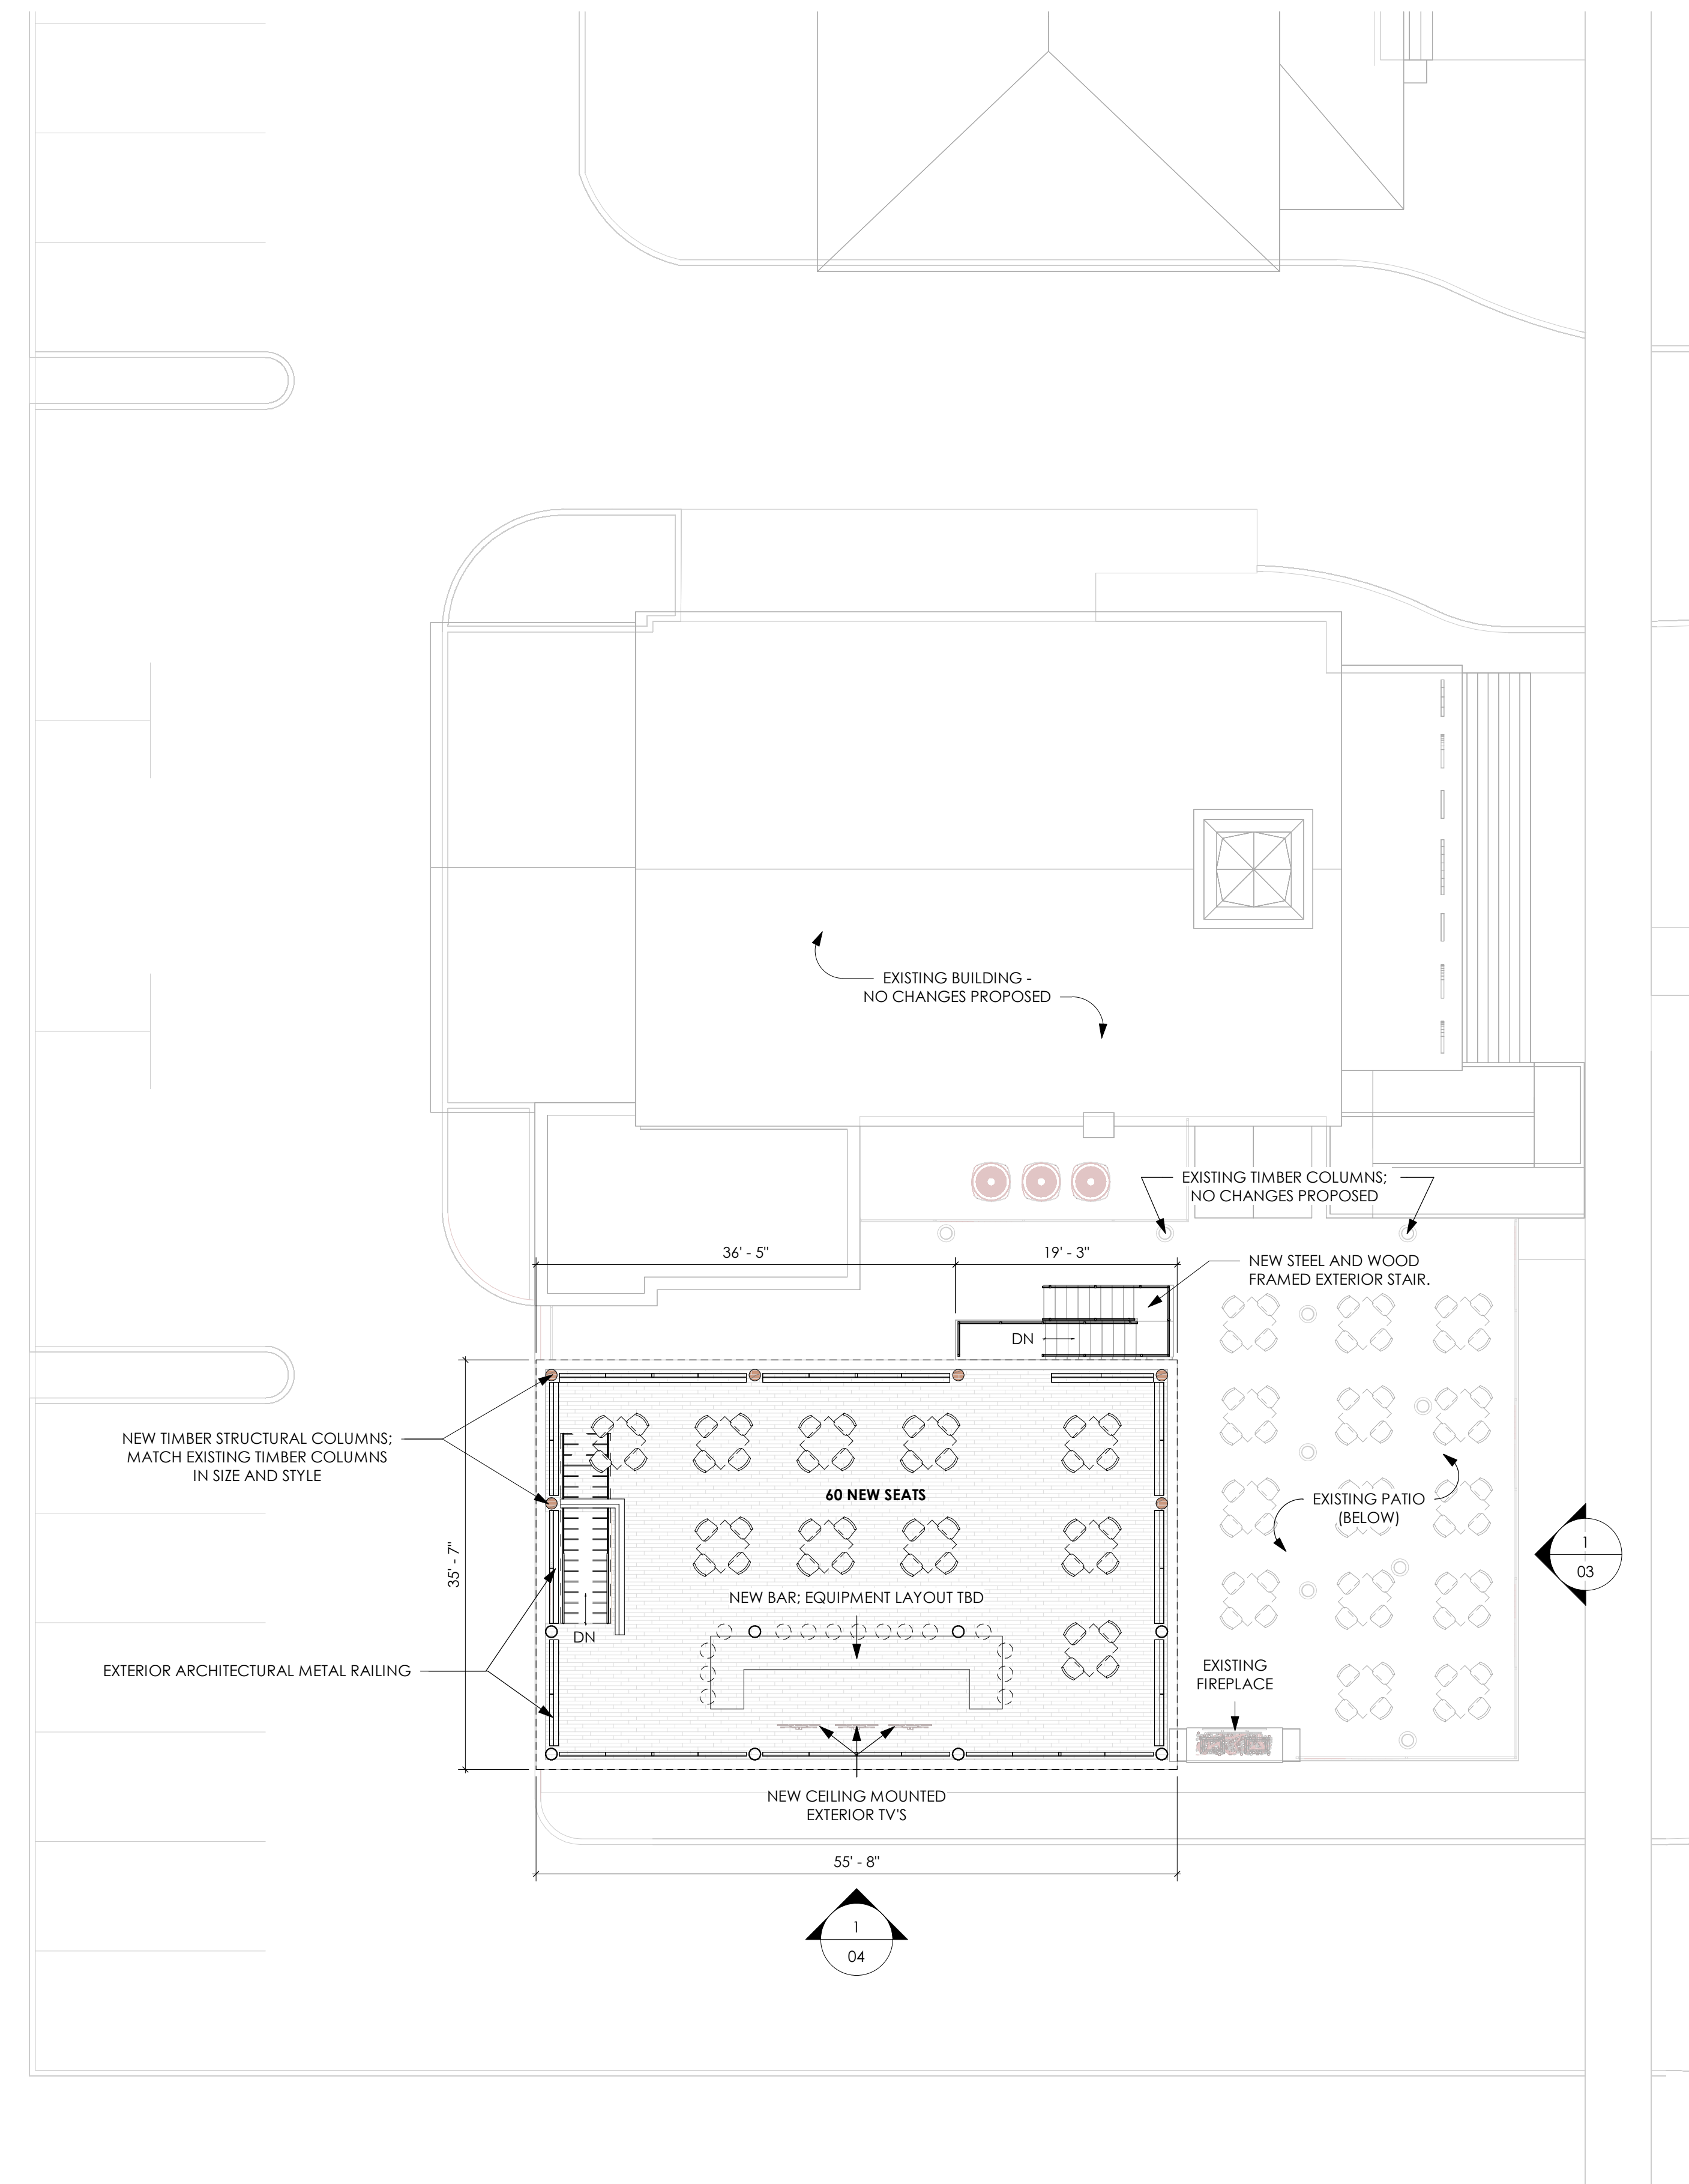 EXISTING BUILDING -
NO CHANGES PROPOSED
EXISTING TIMBER COLUMNS;
NO CHANGES PROPOSED
36' - 5"
19' - 3"
NEW STEEL AND WOOD
FRAMED EXTERIOR STAIR.
DN
NEW TIMBER STRUCTURAL COLUMNS;
MATCH EXISTING TIMBER COLUMNS
IN SIZE AND STYLE
60 NEW SEATS
EXISTING PATIO
(BELOW)
1
03
35' - 7"
NEW BAR; EQUIPMENT LAYOUT TBD
DN
EXTERIOR ARCHITECTURAL METAL RAILING
EXISTING
FIREPLACE
NEW CEILING MOUNTED
EXTERIOR TV'S
55' - 8"
1
04